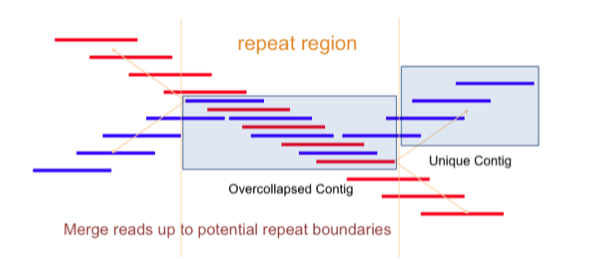 repeat region
Unique Contig
Overcollapsed Contig
Merge reads up to potential repeat boundaries